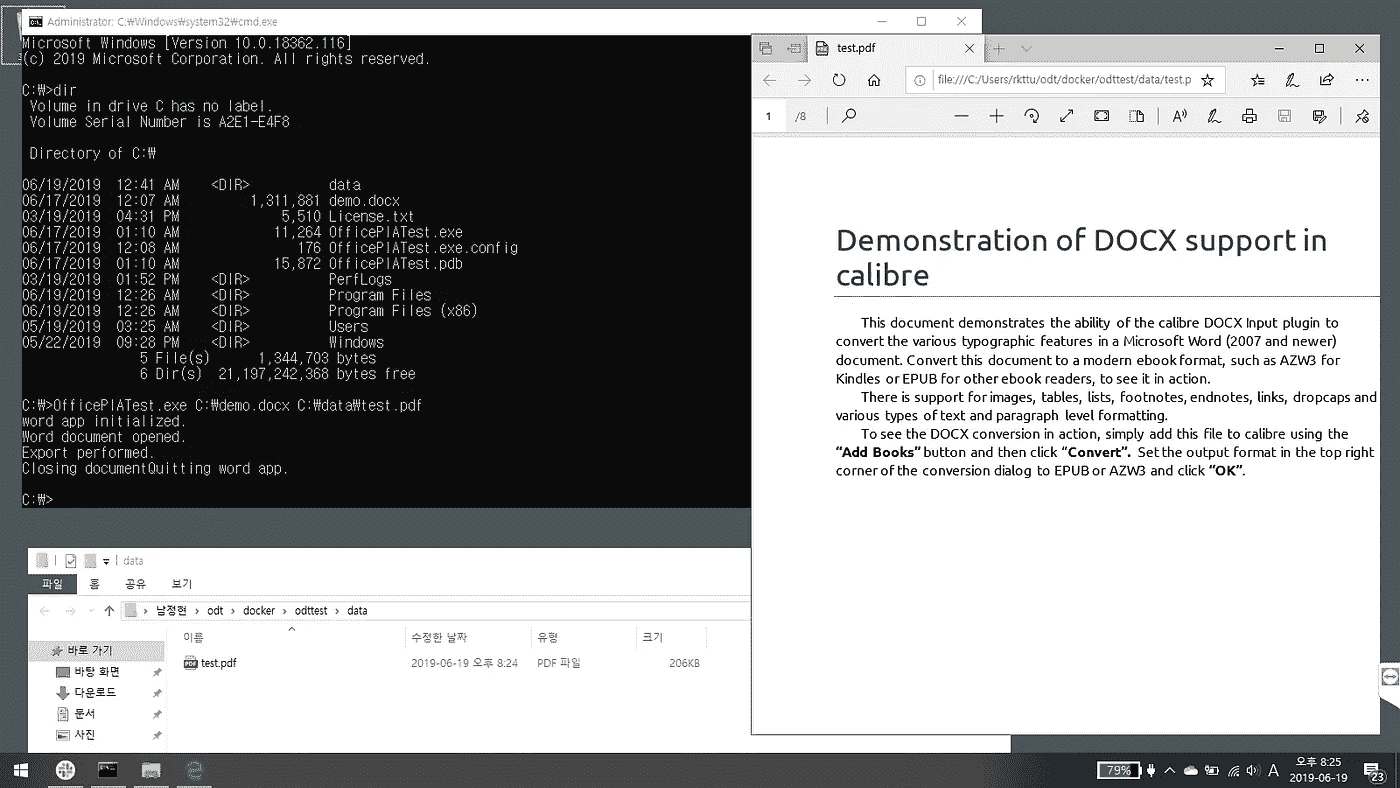 Administrator: C:₩Windows₩system32₩cmd.exe
Microsoft Windows [Version 10.0.18362.116]
(c) 2019 Microsoft Corporation. All rights reserved.
C:₩>dir
Volume in drive C has no label.
Volume Serial Number is A2E1-E4F8
Directory of C:₩
06/19/2019 12:41 AM <DIR> data
06/17/2019 12:07 AM 1,311,881 demo.docx
03/19/2019 04:31 PM 5,510 License.txt
06/17/2019 01:10 AM 11,264 OfficePIATest.exe
06/17/2019 12:08 AM 176 OfficePIATest.exe.config
06/17/2019 01:10 AM 15,872 OfficePIATest.pdb
03/19/2019 01:52 PM <DIR> PerfLogs
06/19/2019 12:26 AM <DIR> Program Files
06/19/2019 12:26 AM <DIR> Program Files (x86)
05/19/2019 03:25 AM <DIR> Users
05/22/2019 09:28 PM <DIR> Windows
5 File(s) 1,344,703 bytes
6 Dir(s) 21,197,242,368 bytes free
C:₩>OfficePIATest.exe C:₩demo.docx C:₩data₩test.pdf
word app initialized.
Word document opened.
Export performed.
Closing documentQuitting word app.
C:₩>
test.pdf
file:///C:/Users/rkttu/odt/docker/odttest/data/test.p
1 /8
Demonstration of DOCX support in
calibre
This document demonstrates the ability of the calibre DOCX Input plugin to
convert the various typographic features in a Microsoft Word (2007 and newer)
document. Convert this document to a modern ebook format, such as AZW3 for
Kindles or EPUB for other ebook readers, to see it in action.
There is support for images, tables, lists, footnotes, endnotes, links, dropcaps and
various types of text and paragraph level formatting.
To see the DOCX conversion in action, simply add this file to calibre using the
“Add Books” button and then click “Convert”. Set the output format in the top right
corner of the conversion dialog to EPUB or AZW3 and click “OK”.
data
파일 홈 공유 보기
남정현 › odt › docker › odttest › data
이름 수정한 날짜 유형 크기
바로 가기
test.pdf 2019-06-19 오후 8:24 PDF 파일 206KB
바탕 화면
다운로드
문서
사진
79% A 오후 8:25
2019-06-19
23